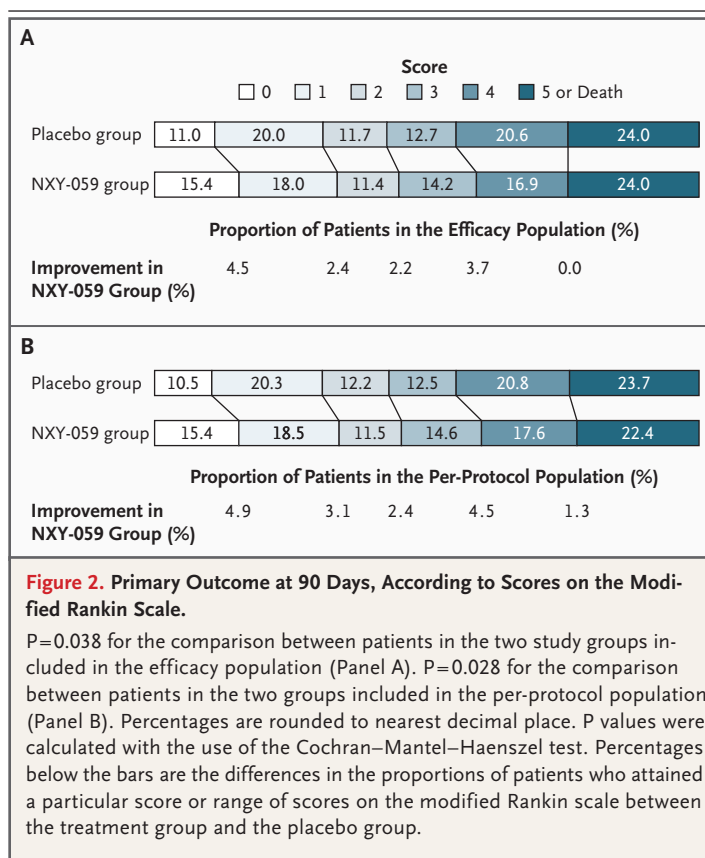 A
Score
0 1 2 3 4 5 or Death
Placebo group 11.0 20.0 11.7 12.7 20.6 24.0
NXY-059 group 15.4 18.0 11.4 14.2 16.9 24.0
Proportion of Patients in the Efficacy Population (%)
Improvement in 4.5 2.4 2.2 3.7 0.0
NXY-059 Group (%)
B
Placebo group 10.5 20.3 12.2 12.5 20.8 23.7
NXY-059 group 15.4 18.5 11.5 14.6 17.6 22.4
Proportion of Patients in the Per-Protocol Population (%)
Improvement in 4.9 3.1 2.4 4.5 1.3
NXY-059 Group (%)
Figure 2. Primary Outcome at 90 Days, According to Scores on the Modi-
fied Rankin Scale.
P=0.038 for the comparison between patients in the two study groups in-
cluded in the efficacy population (Panel A). P=0.028 for the comparison
between patients in the two groups included in the per-protocol population
(Panel B). Percentages are rounded to nearest decimal place. P values were
calculated with the use of the Cochran–Mantel–Haenszel test. Percentages
below the bars are the differences in the proportions of patients who attained
a particular score or range of scores on the modified Rankin scale between
the treatment group and the placebo group.